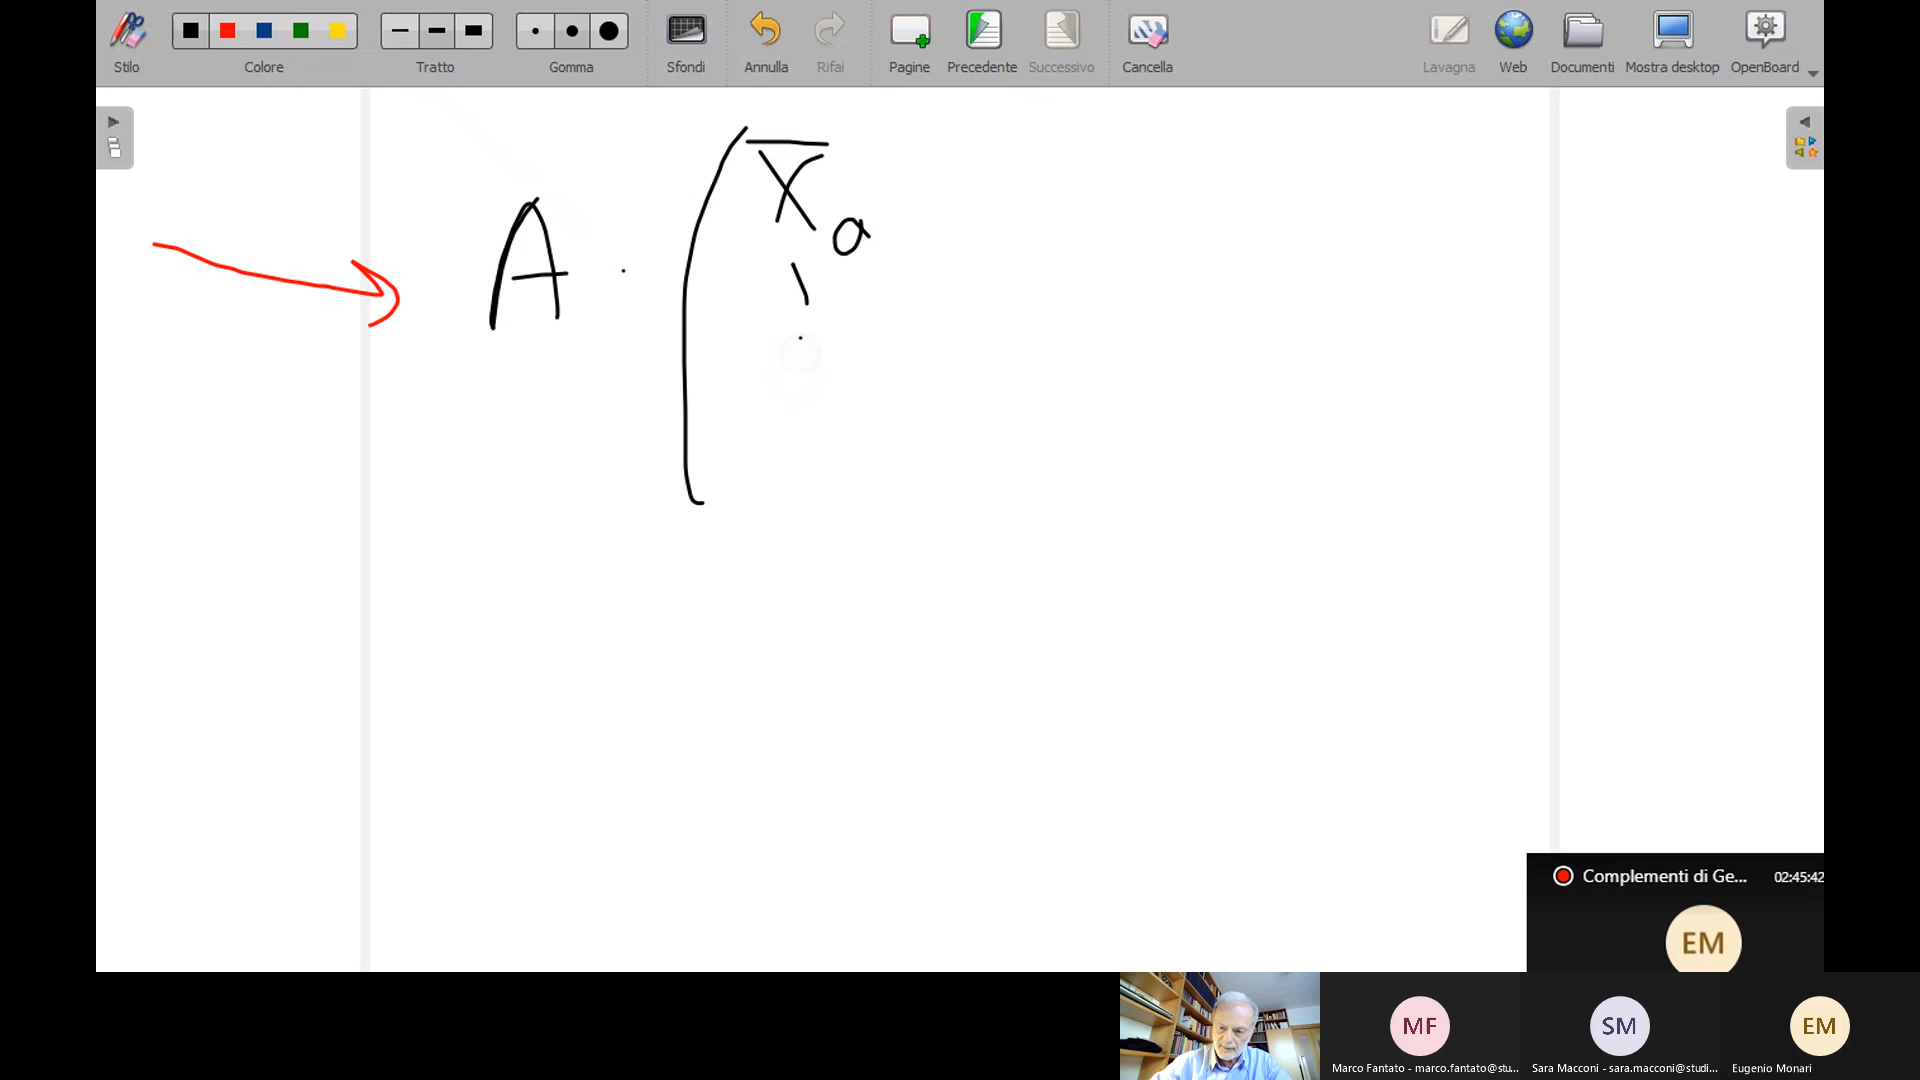 Stilo Colore Tratto Gomma Sfondi Annulla Rifai Pagine Precedente Successivo Cancella Lavagna Web Documenti Mostra desktop OpenBoard
A · ( X̅ₐ
Complementi di Ge... 02:45:42
EM
MF SM EM
Marco Fantato - marco.fantato@stu... Sara Macconi - sara.macconi@studi... Eugenio Monari